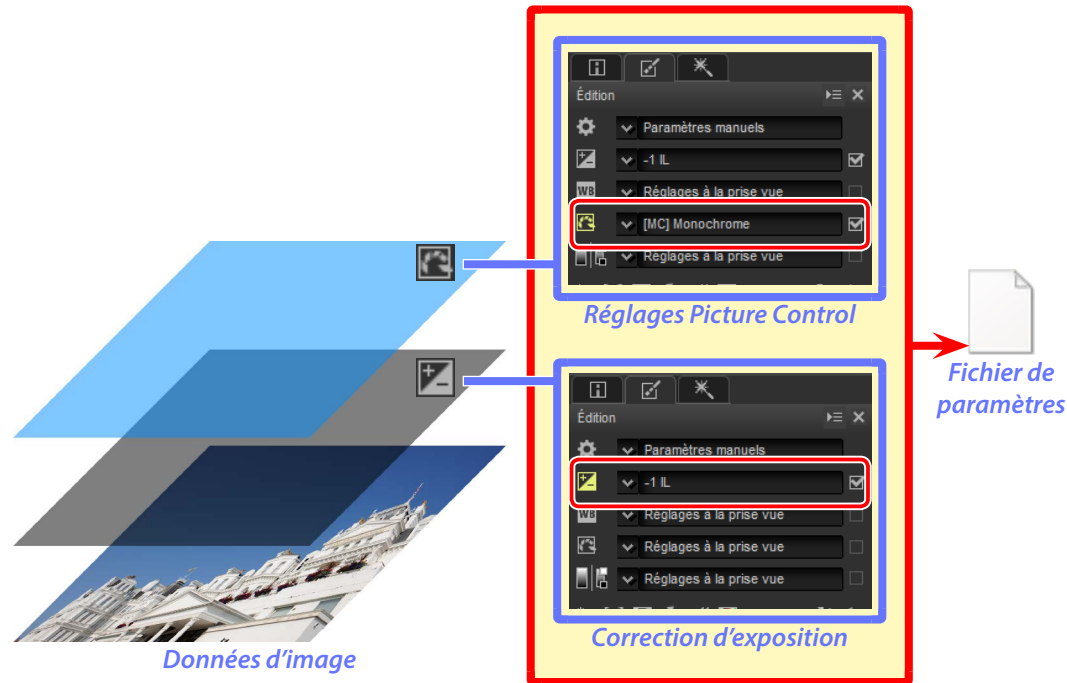 Édition
Paramètres manuels
-1 IL
WB Réglages à la prise vue
[MC] Monochrome
Réglages à la prise vue
Réglages Picture Control
Fichier de
paramètres
Édition
Paramètres manuels
-1 IL
WB Réglages à la prise vue
Réglages à la prise vue
Réglages à la prise vue
Correction d'exposition
Données d'image